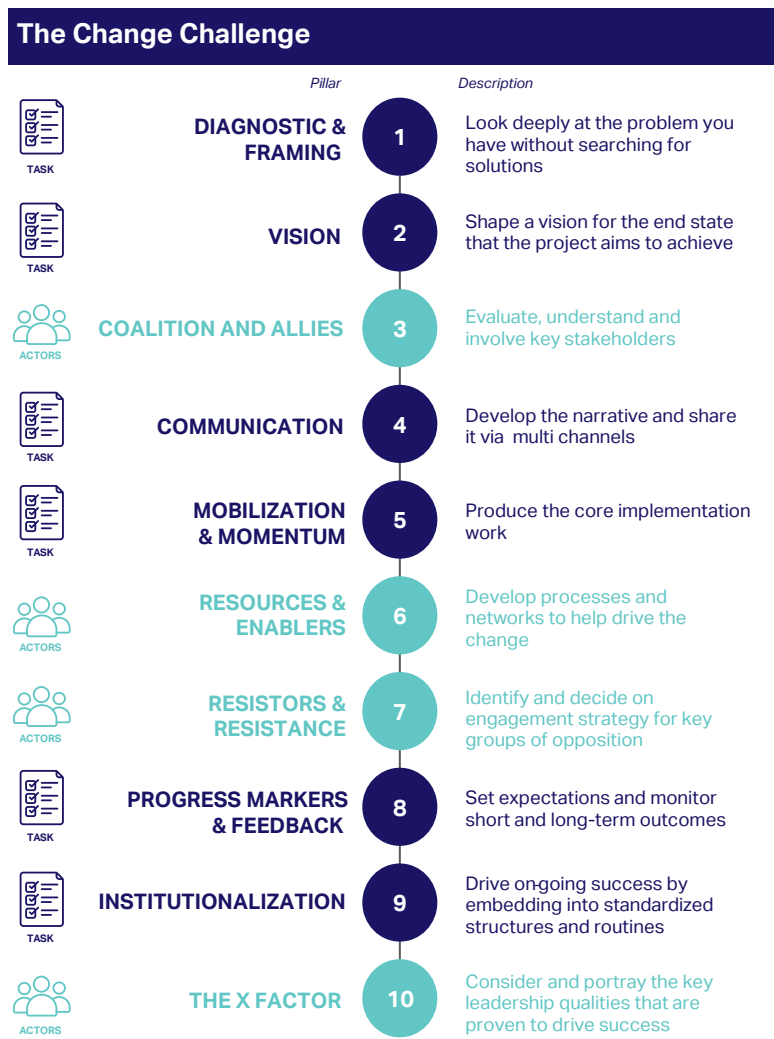 The Change Challenge
Pillar
Description
TASK
DIAGNOSTIC &
FRAMING
1
Look deeply at the problem you
have without searching for
solutions
TASK
VISION
2
Shape a vision for the end state
that the project aims to achieve
ACTORS
COALITION AND ALLIES
3
Evaluate, understand and
involve key stakeholders
TASK
COMMUNICATION
4
Develop the narrative and share
it via  multi channels
TASK
MOBILIZATION
& MOMENTUM
5
Produce the core implementation
work
ACTORS
RESOURCES &
ENABLERS
6
Develop processes and
networks to help drive the
change
ACTORS
RESISTORS &
RESISTANCE
7
Identify and decide on
engagement strategy for key
groups of opposition
TASK
PROGRESS MARKERS
& FEEDBACK
8
Set expectations and monitor
short and long-term outcomes
TASK
INSTITUTIONALIZATION
9
Drive on-going success by
embedding into standardized
structures and routines
ACTORS
THE X FACTOR
10
Consider and portray the key
leadership qualities that are
proven to drive success